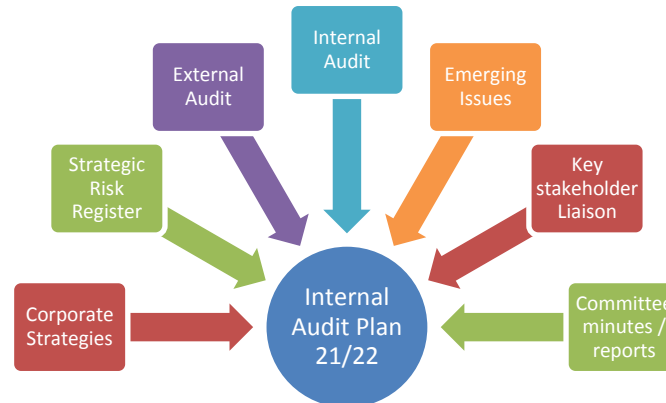 Internal
Audit
External
Audit
Emerging
Issues
Strategic
Risk
Register
Key
stakeholder
Liaison
Corporate
Strategies
Internal
Audit Plan
21/22
Committee
minutes /
reports